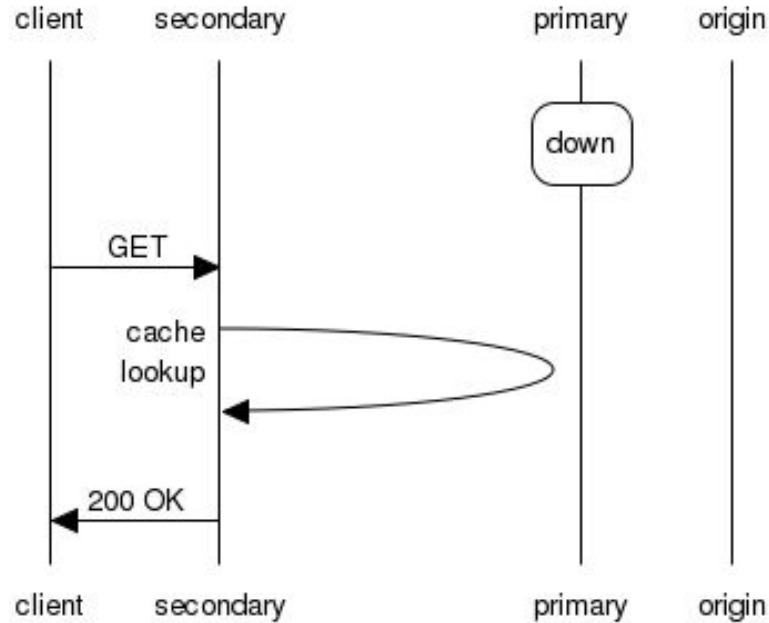 client secondary primary origin
down
GET
cache
lookup
200 OK
client secondary primary origin